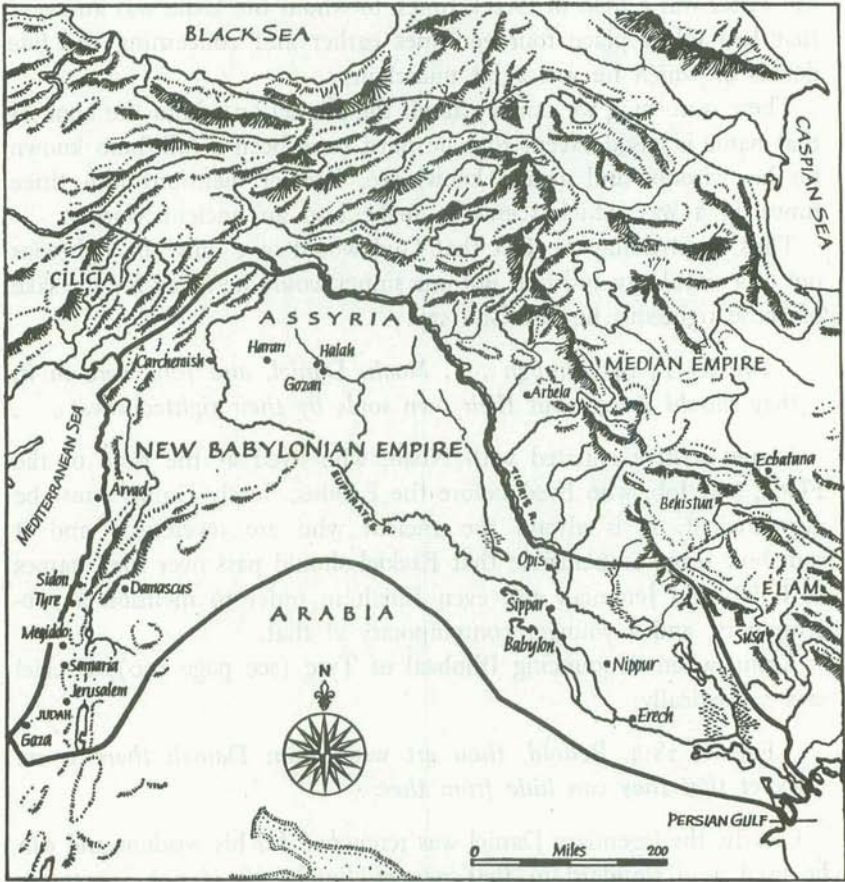 BLACK SEA
CASPIAN SEA
CILICIA
ASSYRIA
Carchemish
Haran
Halah
Gozan
MEDIAN EMPIRE
Arbela
NEW BABYLONIAN EMPIRE
MEDITERRANEAN SEA
Arvad
Euphrates
Tigris
Ecbatana
Behistun
Sidon
Tyre
Damascus
Opis
ELAM
ARABIA
Sippar
Susa
Megiddo
Samaria
Babylon
Nippur
Jerusalem
N
JUDAH
Gaza
Erech
PERSIAN GULF
0 Miles 200